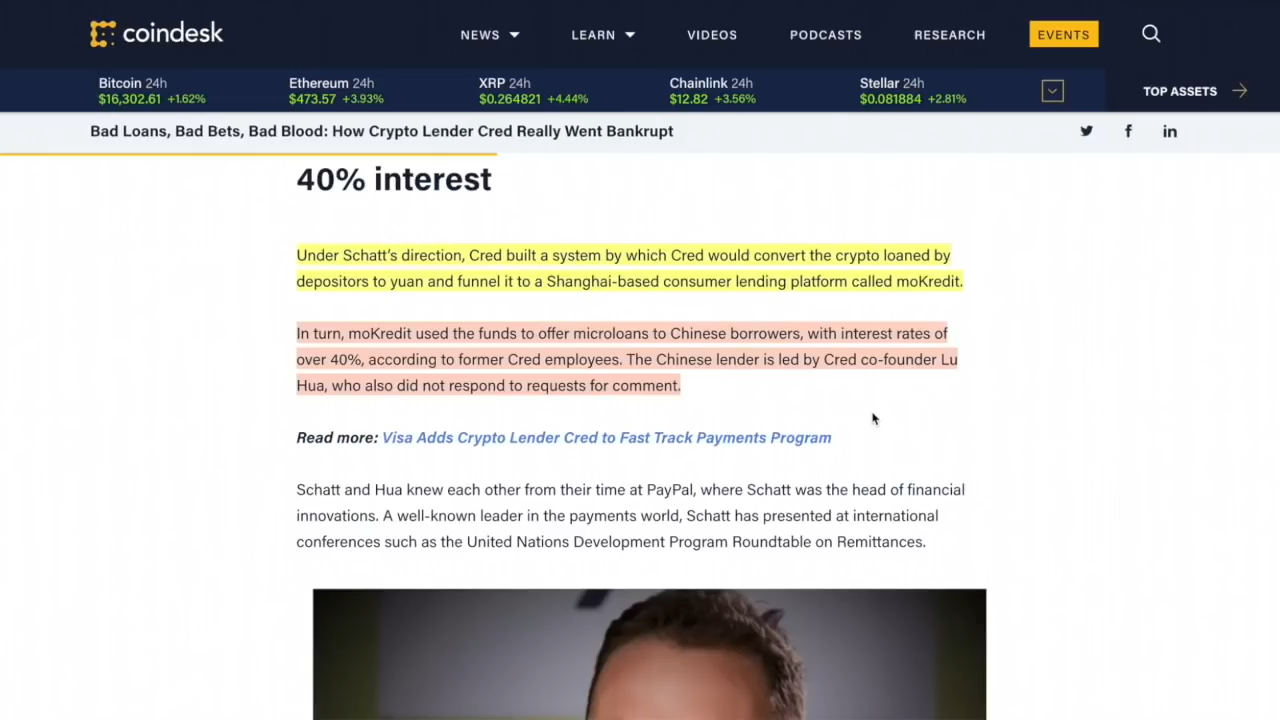 coindesk
NEWS LEARN VIDEOS PODCASTS RESEARCH EVENTS
Bitcoin 24h Ethereum 24h XRP 24h Chainlink 24h Stellar 24h
$16,302.61 +1.62% $473.57 +3.93% $0.264821 +4.44% $12.82 +3.56% $0.081884 +2.81%
TOP ASSETS
Bad Loans, Bad Bets, Bad Blood: How Crypto Lender Cred Really Went Bankrupt
40% interest
Under Schatt's direction, Cred built a system by which Cred would convert the crypto loaned by
depositors to yuan and funnel it to a Shanghai-based consumer lending platform called moKredit.
In turn, moKredit used the funds to offer microloans to Chinese borrowers, with interest rates of
over 40%, according to former Cred employees. The Chinese lender is led by Cred co-founder Lu
Hua, who also did not respond to requests for comment.
Read more: Visa Adds Crypto Lender Cred to Fast Track Payments Program
Schatt and Hua knew each other from their time at PayPal, where Schatt was the head of financial
innovations. A well-known leader in the payments world, Schatt has presented at international
conferences such as the United Nations Development Program Roundtable on Remittances.